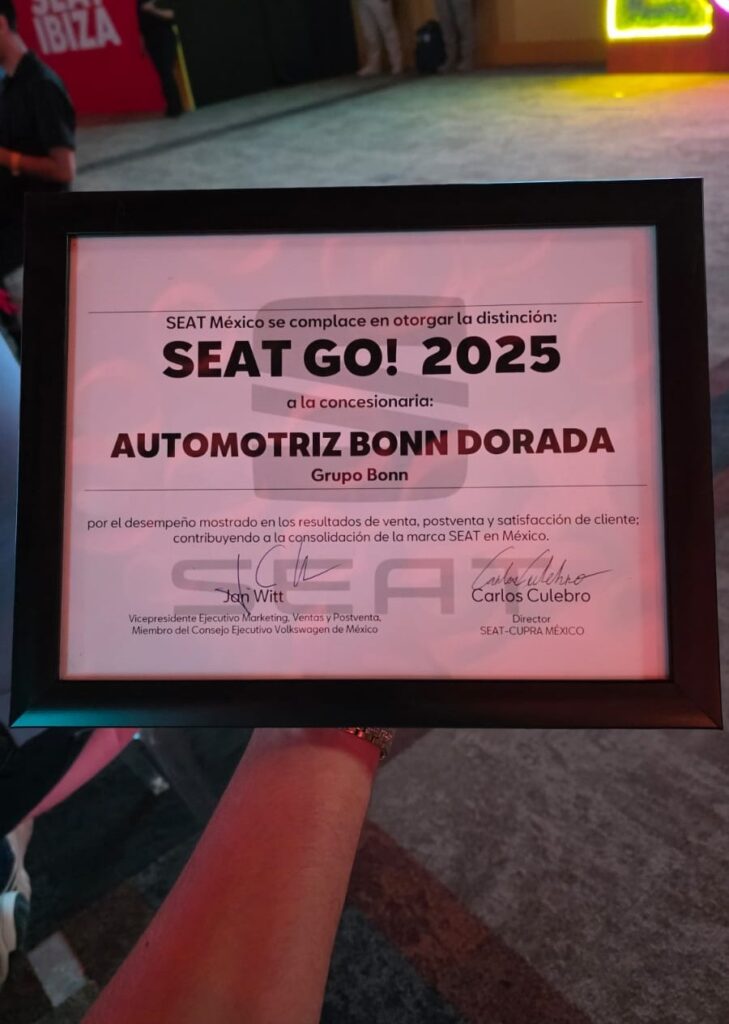 SEAT
IBIZA
SEAT México se complace en otorgar la distinción:
SEAT GO! 2025
a la concesionaria:
AUTOMOTRIZ BONN DORADA
Grupo Bonn
por el desempeño mostrado en los resultados de venta, postventa y satisfacción de cliente;
contribuyendo a la consolidación de la marca SEAT en México.
SEAT
Jan Witt
Vicepresidente Ejecutivo Marketing, Ventas y Postventa,
Miembro del Consejo Ejecutivo Volkswagen de México
Carlos Culebro
Carlos Culebro
Director
SEAT-CUPRA MÉXICO